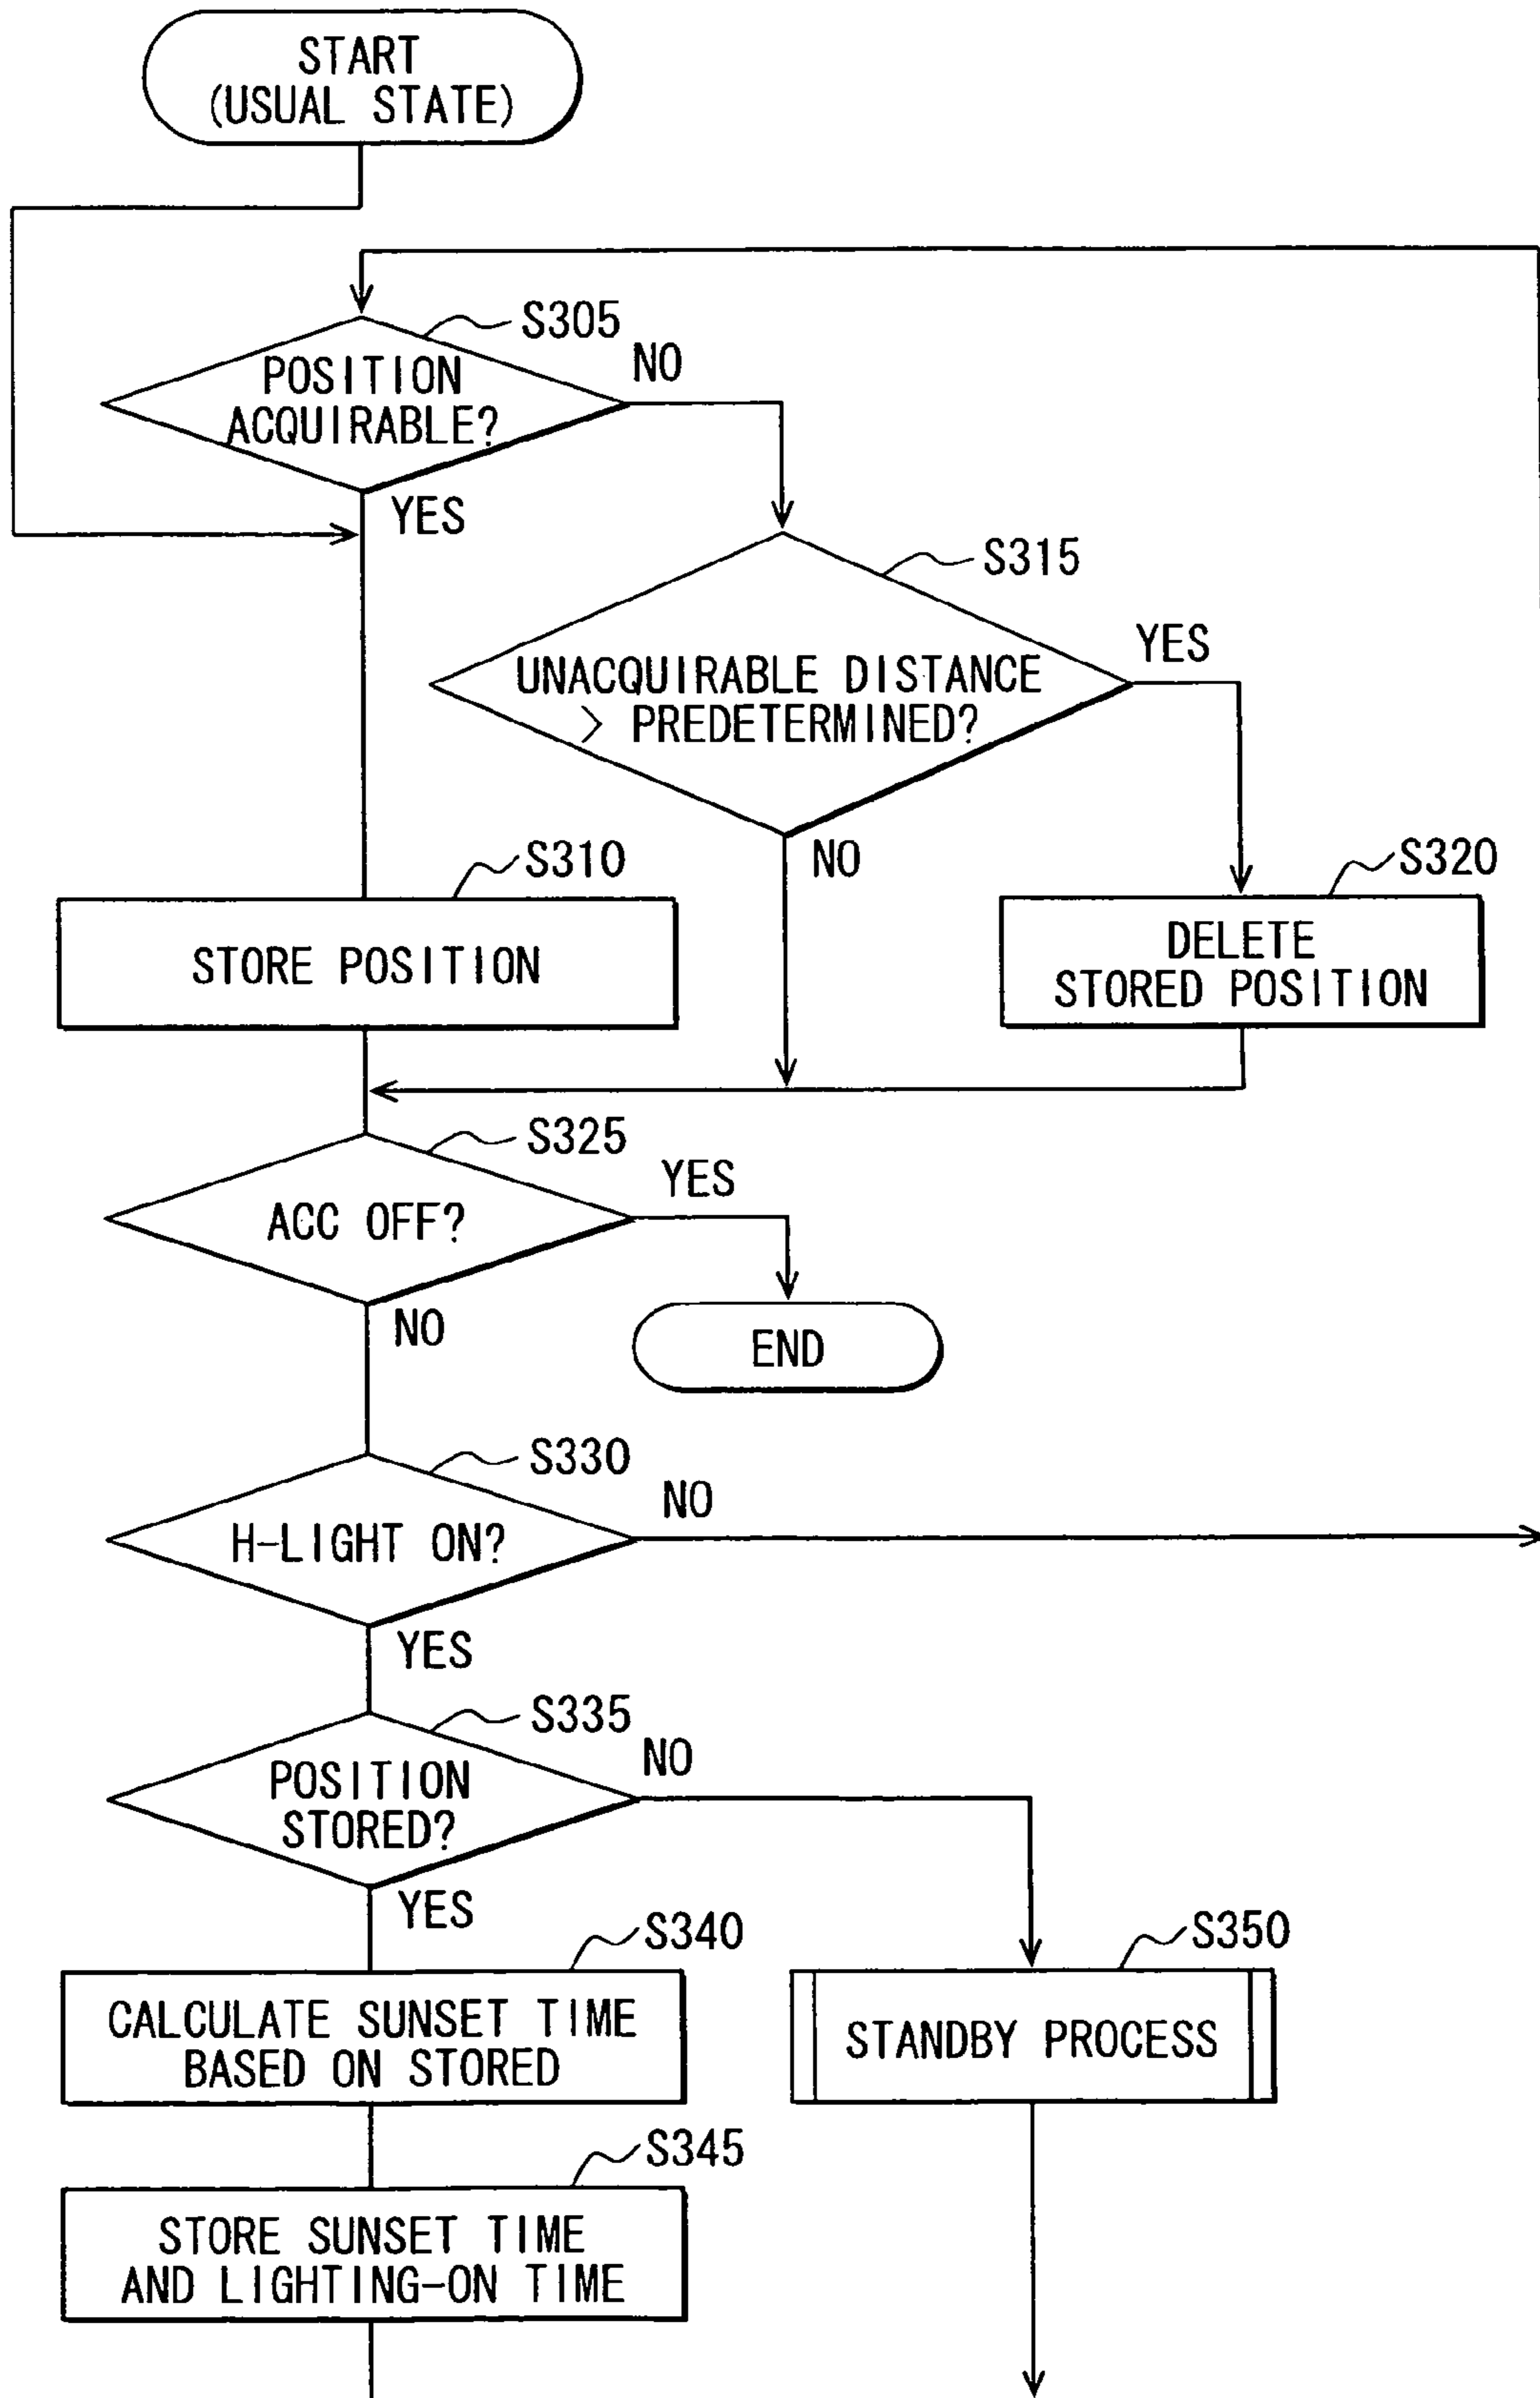 START
(USUAL STATE)
S305
POSITION
ACQUIRABLE?
NO
YES
S315
UNACQUIRABLE DISTANCE
> PREDETERMINED?
YES
NO
S310
STORE POSITION
S320
DELETE
STORED POSITION
S325
ACC OFF?
YES
NO
END
S330
H-LIGHT ON?
NO
YES
S335
POSITION
STORED?
NO
YES
S340
CALCULATE SUNSET TIME
BASED ON STORED
S350
STANDBY PROCESS
S345
STORE SUNSET TIME
AND LIGHTING-ON TIME